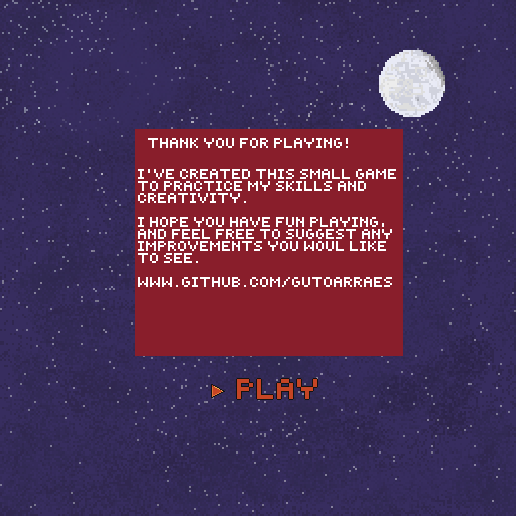 THANK YOU FOR PLAYING!
I'VE CREATED THIS SMALL GAME
TO PRACTICE MY SKILLS AND
CREATIVITY.
I HOPE YOU HAVE FUN PLAYING,
AND FEEL FREE TO SUGGEST ANY
IMPROVEMENTS YOU WOUL LIKE
TO SEE.
WWW.GITHUB.COM/GUTOARRAES
PLAY